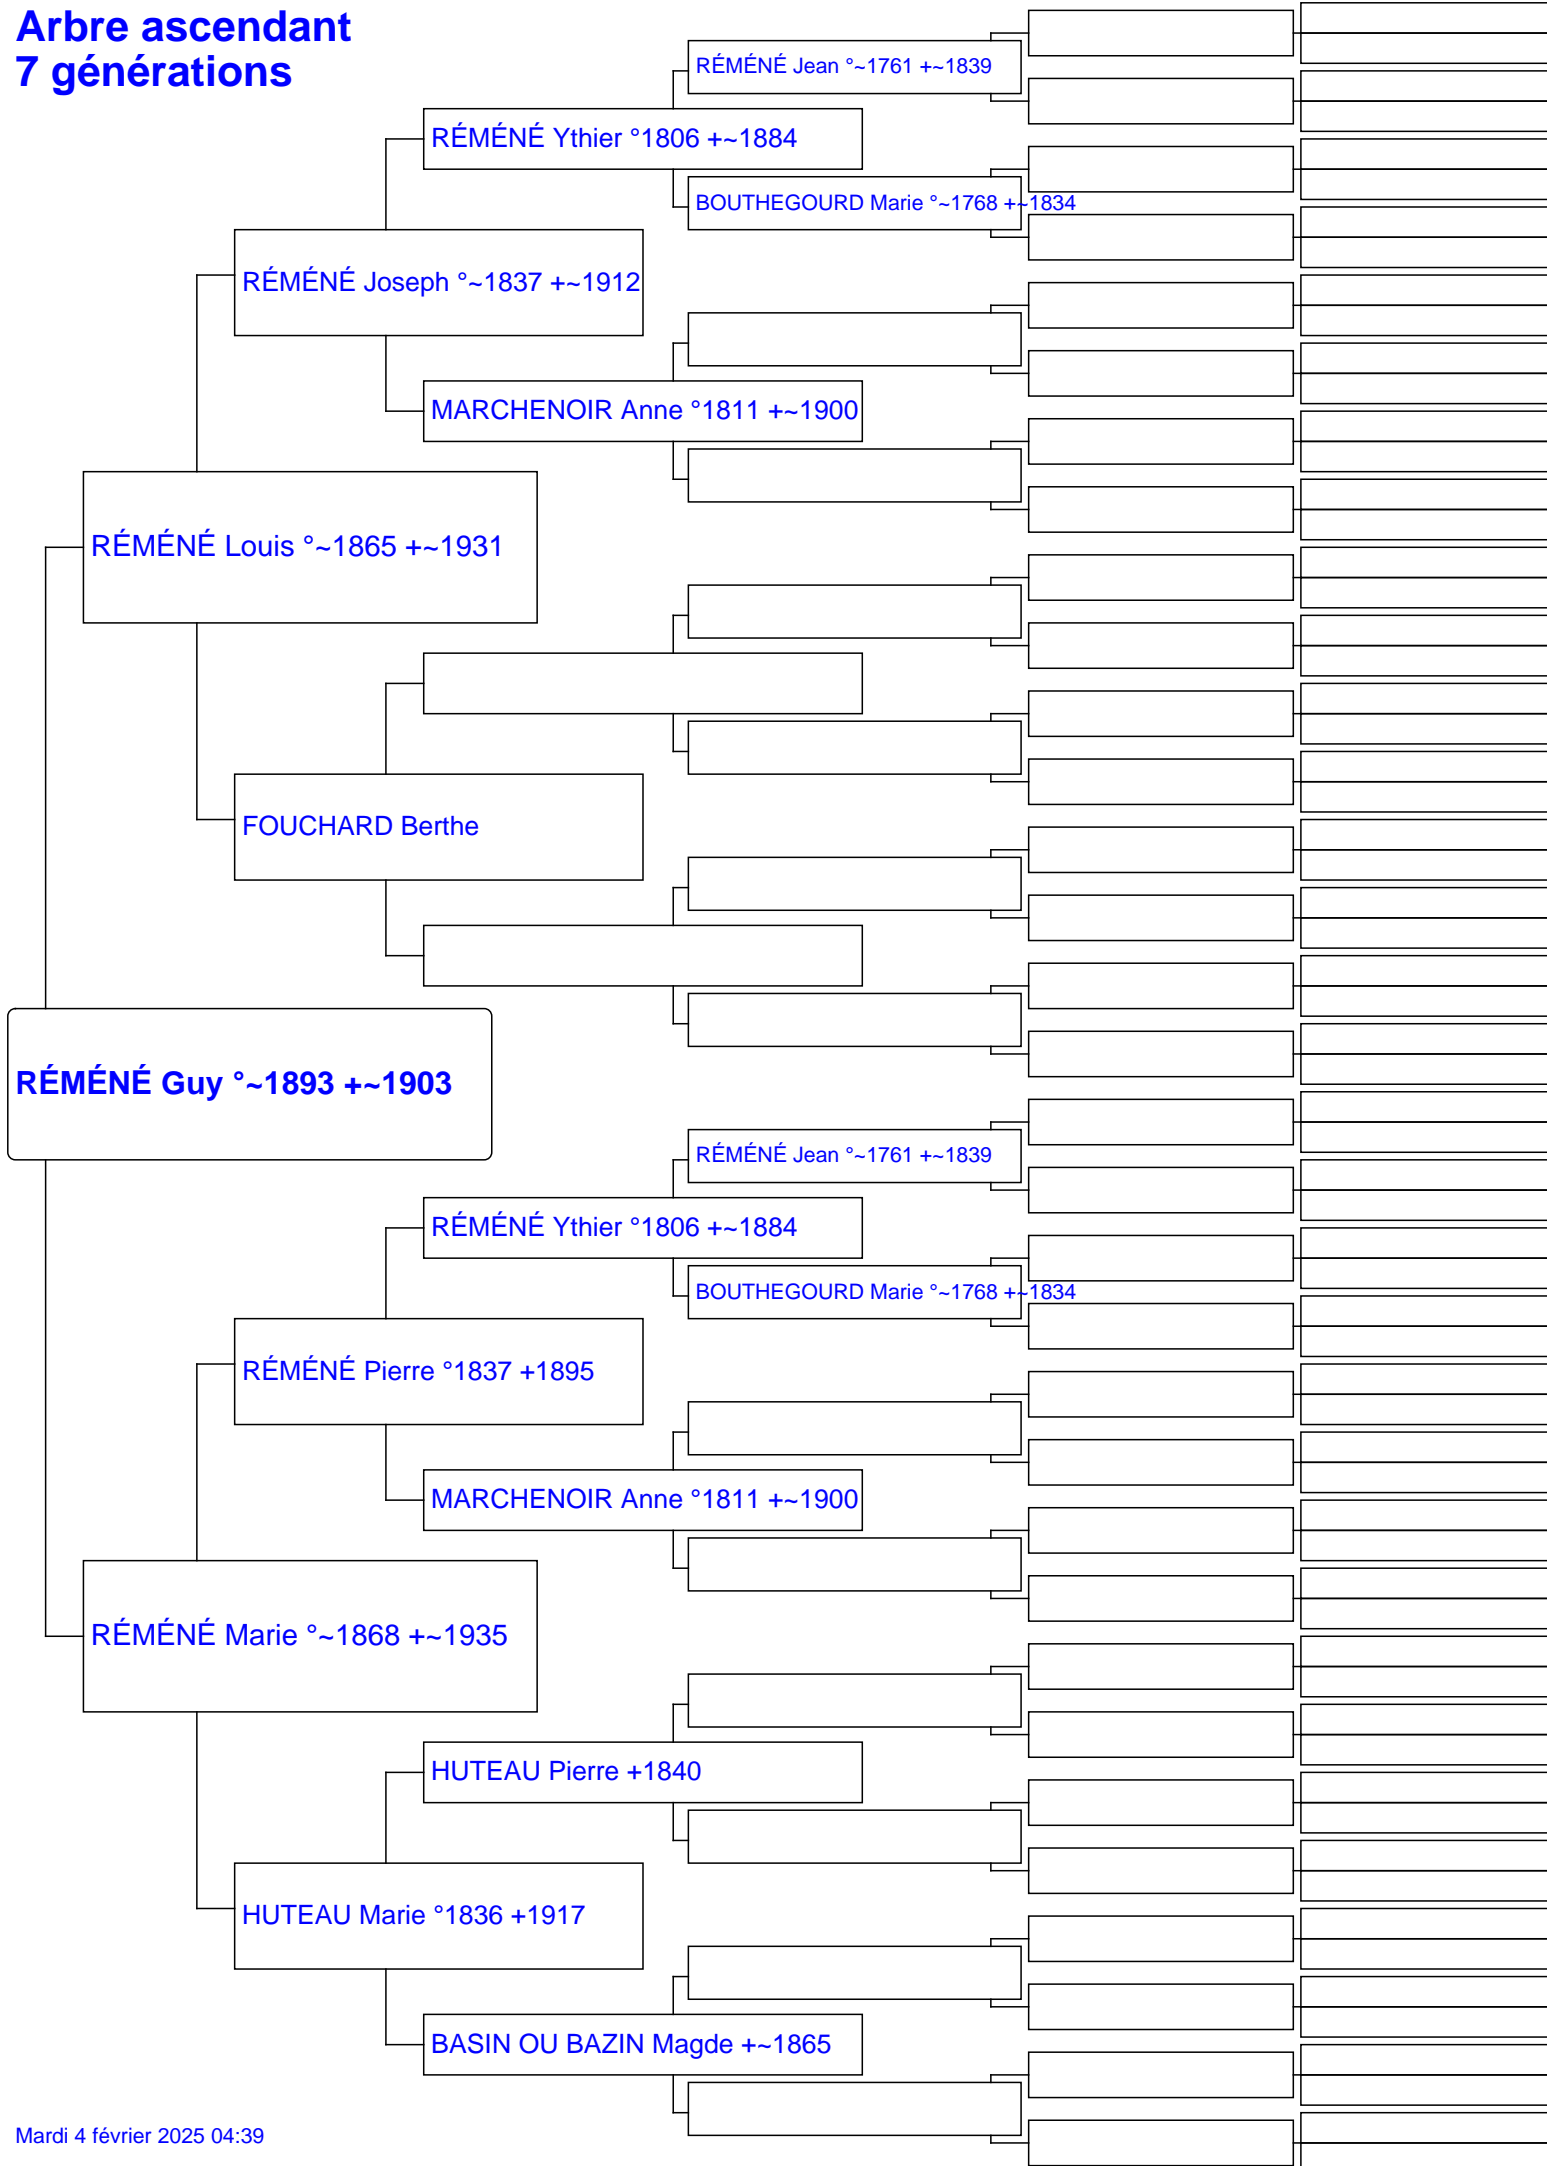 Arbre ascendant
7 générations
RÉMÉNÉ Jean °~1761 +~1839
RÉMÉNÉ Ythier °1806 +~1884
BOUTHEGOURD Marie °~1768 +~1834
RÉMÉNÉ Joseph °~1837 +~1912
MARCHENOIR Anne °1811 +~1900
RÉMÉNÉ Louis °~1865 +~1931
FOUCHARD Berthe
RÉMÉNÉ Guy °~1893 +~1903
RÉMÉNÉ Jean °~1761 +~1839
RÉMÉNÉ Ythier °1806 +~1884
BOUTHEGOURD Marie °~1768 +~1834
RÉMÉNÉ Pierre °1837 +1895
MARCHENOIR Anne °1811 +~1900
RÉMÉNÉ Marie °~1868 +~1935
HUTEAU Pierre +1840
HUTEAU Marie °1836 +1917
BASIN OU BAZIN Magde +~1865
Mardi 4 février 2025 04:39